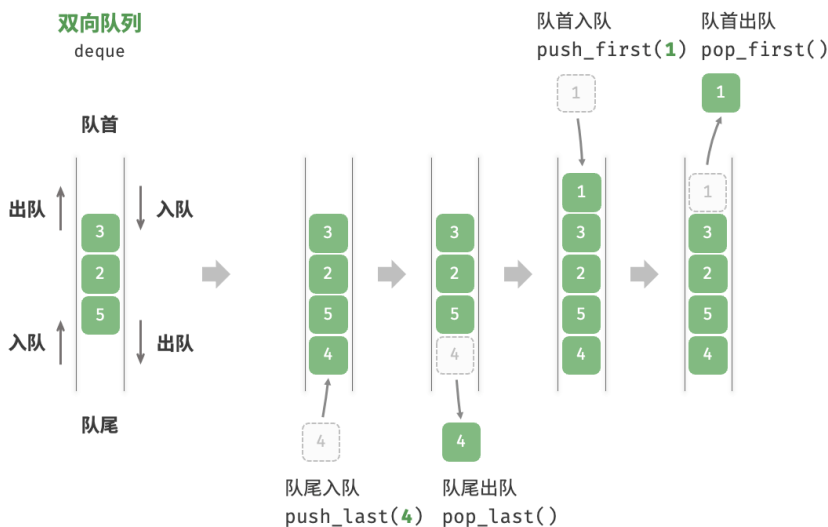 双向队列
deque
队首
出队
入队
3
2
5
入队
出队
队尾
3
2
5
4
4
队尾入队
push_last(4)
3
2
5
4
4
队尾出队
pop_last()
队首入队
push_first(1)
1
1
3
2
5
4
队首出队
pop_first()
1
1
3
2
5
4